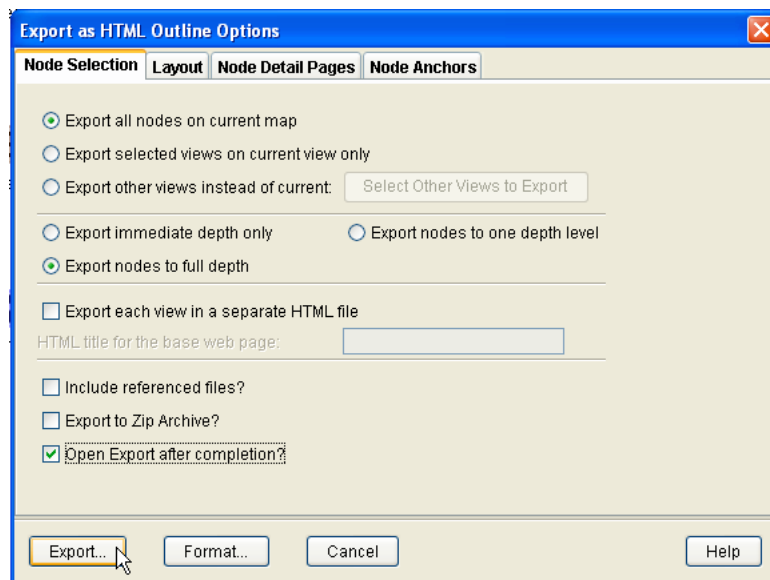 Export as HTML Outline Options
Node Selection Layout Node Detail Pages Node Anchors
Export all nodes on current map
Export selected views on current view only
Export other views instead of current: Select Other Views to Export
Export immediate depth only Export nodes to one depth level
Export nodes to full depth
Export each view in a separate HTML file
HTML title for the base web page:
Include referenced files?
Export to Zip Archive?
Open Export after completion?
Export... Format... Cancel Help